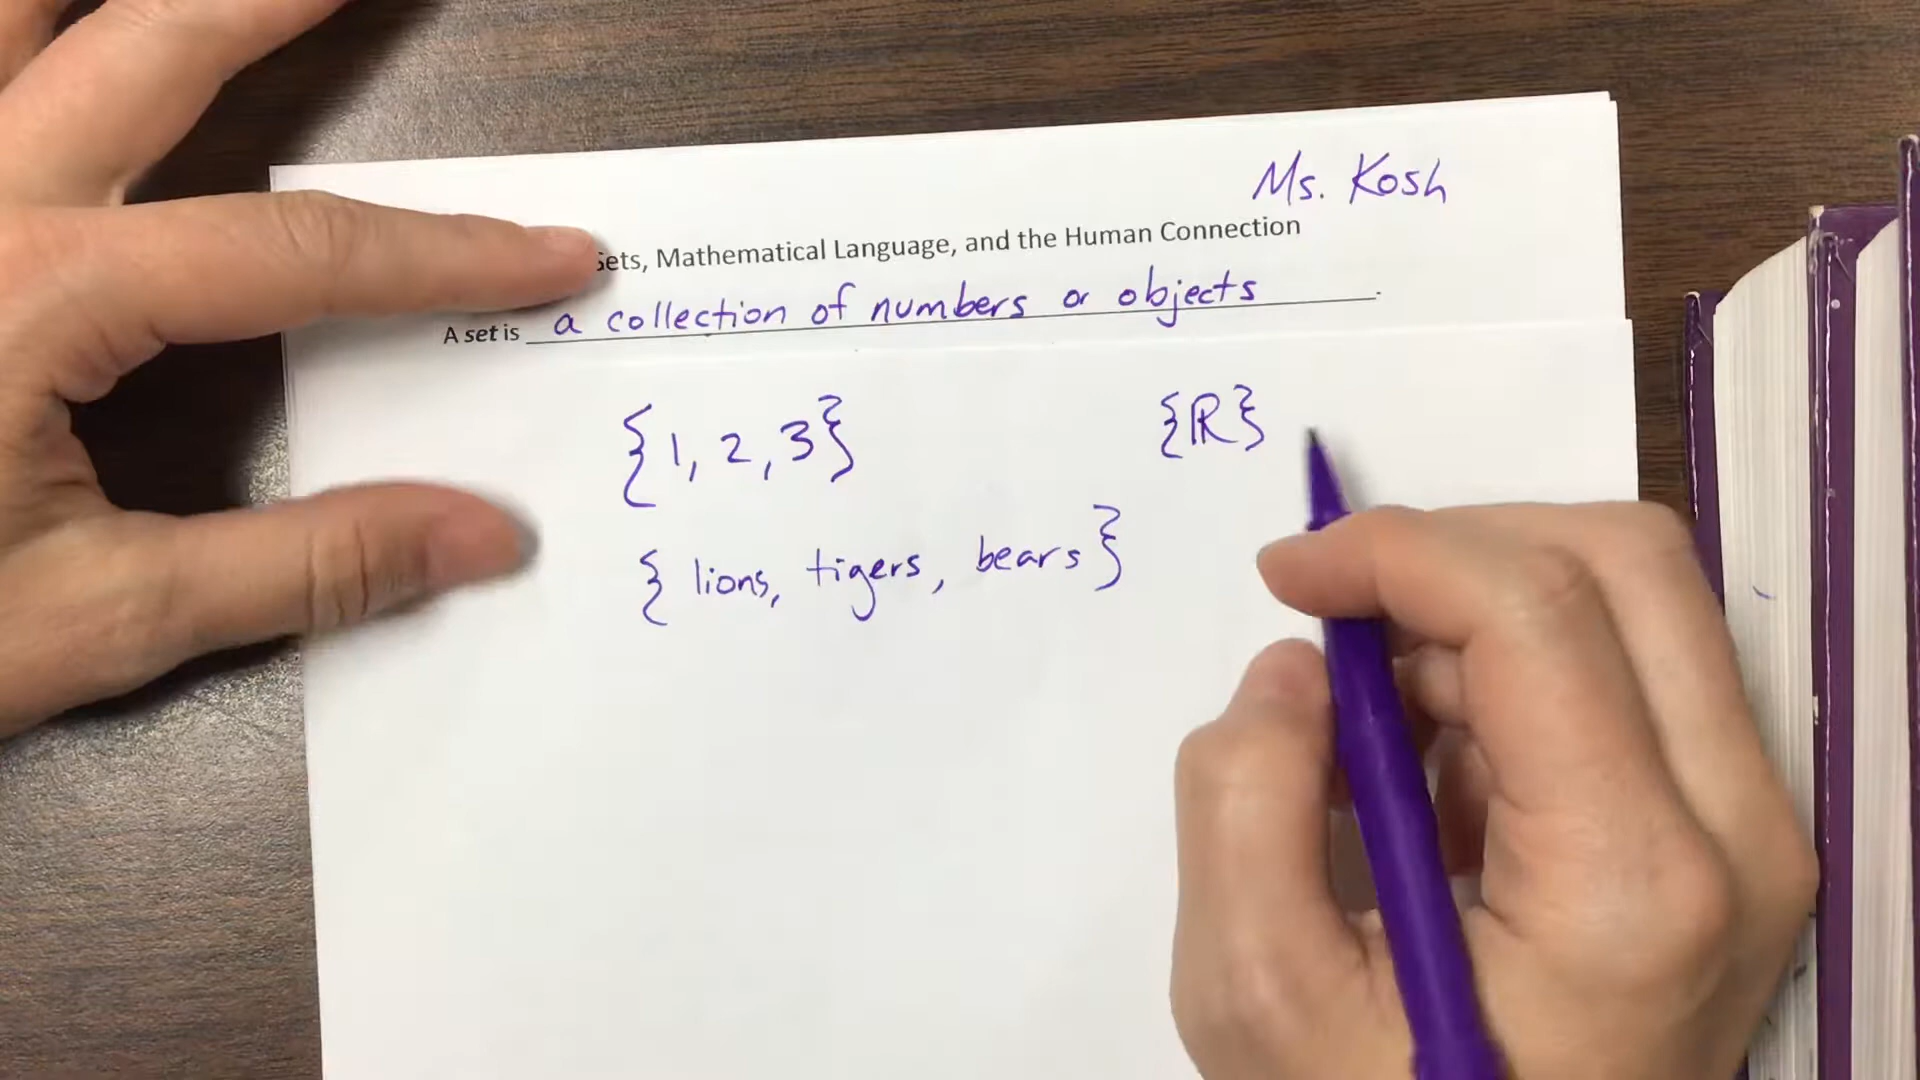 Ms. Kosh
Sets, Mathematical Language, and the Human Connection
A set is a collection of numbers or objects.
{1, 2, 3} {ℝ}
{ lions, tigers, bears }